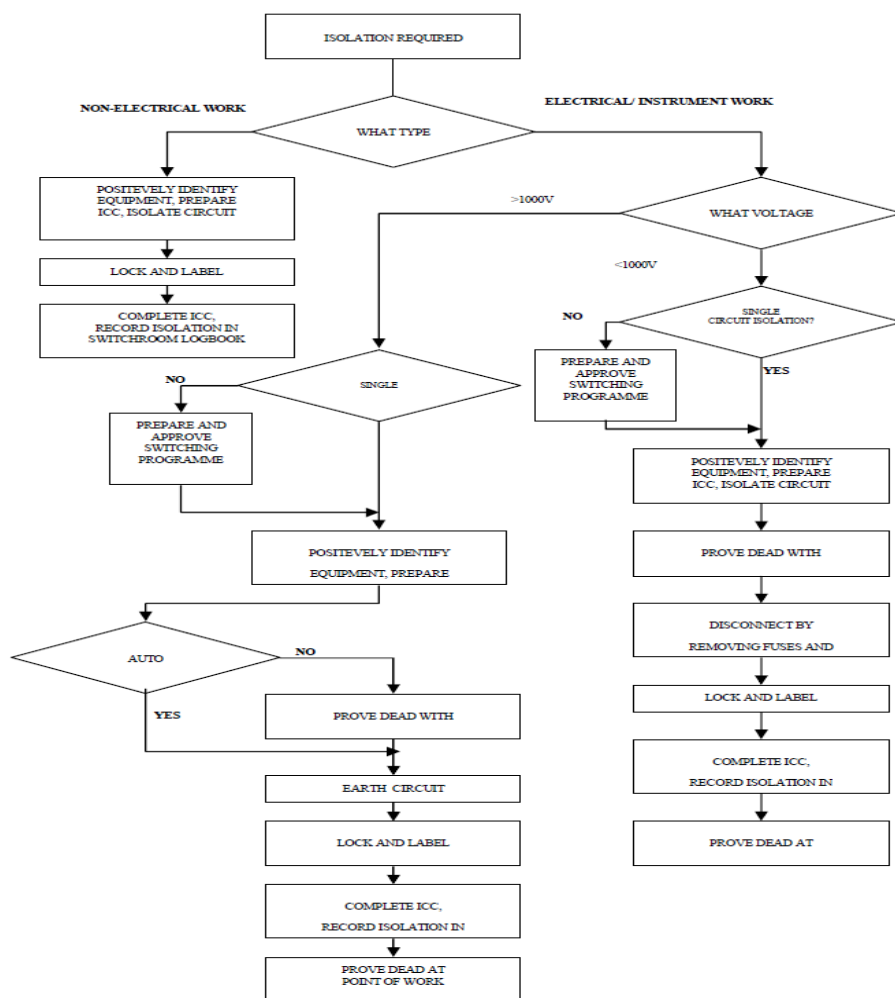 ISOLATION REQUIRED
NON-ELECTRICAL WORK
ELECTRICAL/ INSTRUMENT WORK
WHAT TYPE
POSITEVELY IDENTIFY
EQUIPMENT, PREPARE
ICC, ISOLATE CIRCUIT
>1000V
WHAT VOLTAGE
LOCK AND LABEL
<1000V
COMPLETE ICC,
RECORD ISOLATION IN
SWITCHROOM LOGBOOK
SINGLE
CIRCUIT ISOLATION?
NO
PREPARE AND
APPROVE
SWITCHING
PROGRAMME
YES
NO
SINGLE
PREPARE AND
APPROVE
SWITCHING
PROGRAMME
POSITEVELY IDENTIFY
EQUIPMENT, PREPARE
ICC, ISOLATE CIRCUIT
POSITEVELY IDENTIFY
EQUIPMENT, PREPARE
PROVE DEAD WITH
DISCONNECT BY
REMOVING FUSES AND
AUTO
NO
YES
PROVE DEAD WITH
LOCK AND LABEL
EARTH CIRCUIT
COMPLETE ICC,
RECORD ISOLATION IN
LOCK AND LABEL
PROVE DEAD AT
COMPLETE ICC,
RECORD ISOLATION IN
PROVE DEAD AT
POINT OF WORK